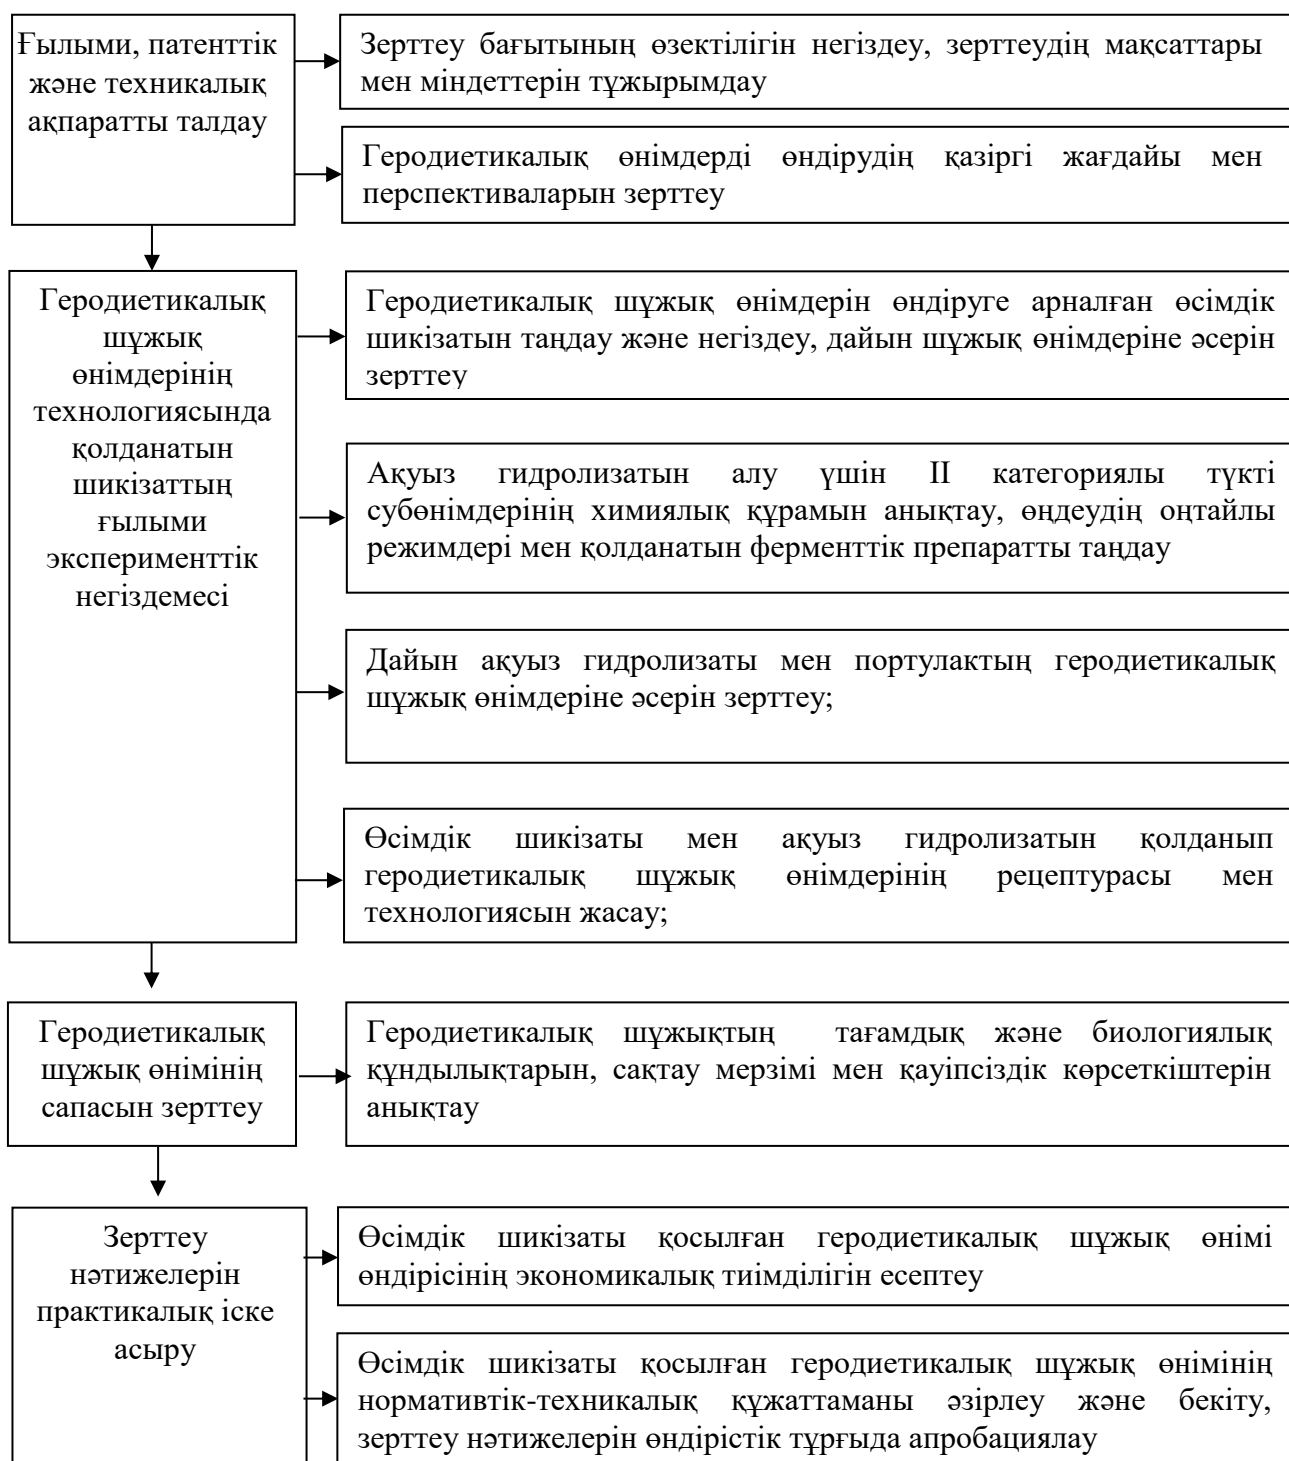 Ғылыми, патенттік
және техникалық
ақпаратты талдау
Зерттеу бағытының өзектілігін негіздеу, зерттеудің мақсаттары
мен міндеттерін тұжырымдау
Геродиетикалық өнімдерді өндірудің қазіргі жағдайы мен
перспективаларын зерттеу
Геродиетикалық
шұжық
өнімдерінің
технологиясында
қолданатын
шикізаттың
ғылыми
эксперименттік
негіздемесі
Геродиетикалық шұжық өнімдерін өндіруге арналған өсімдік
шикізатын таңдау және негіздеу, дайын шұжық өнімдеріне әсерін
зерттеу
Ақуыз гидролизатын алу үшін II категориялы түкті
субөнімдерінің химиялық құрамын анықтау, өңдеудің оңтайлы
режимдері мен қолданатын ферменттік препаратты таңдау
Дайын ақуыз гидролизаты мен портулактың геродиетикалық
шұжық өнімдеріне әсерін зерттеу;
Өсімдік шикізаты мен ақуыз гидролизатын қолданып
геродиетикалық шұжық өнімдерінің рецептурасы мен
технологиясын жасау;
Геродиетикалық
шұжық өнімінің
сапасын зерттеу
Геродиетикалық шұжықтың тағамдық және биологиялық
құндылықтарын, сақтау мерзімі мен қауіпсіздік көрсеткіштерін
анықтау
Зерттеу
нәтижелерін
практикалық іске
асыру
Өсімдік шикізаты қосылған геродиетикалық шұжық өнімі
өндірісінің экономикалық тиімділігін есептеу
Өсімдік шикізаты қосылған геродиетикалық шұжық өнімінің
нормативтік-техникалық құжаттаманы әзірлеу және бекіту,
зерттеу нәтижелерін өндірістік тұрғыда апробациялау